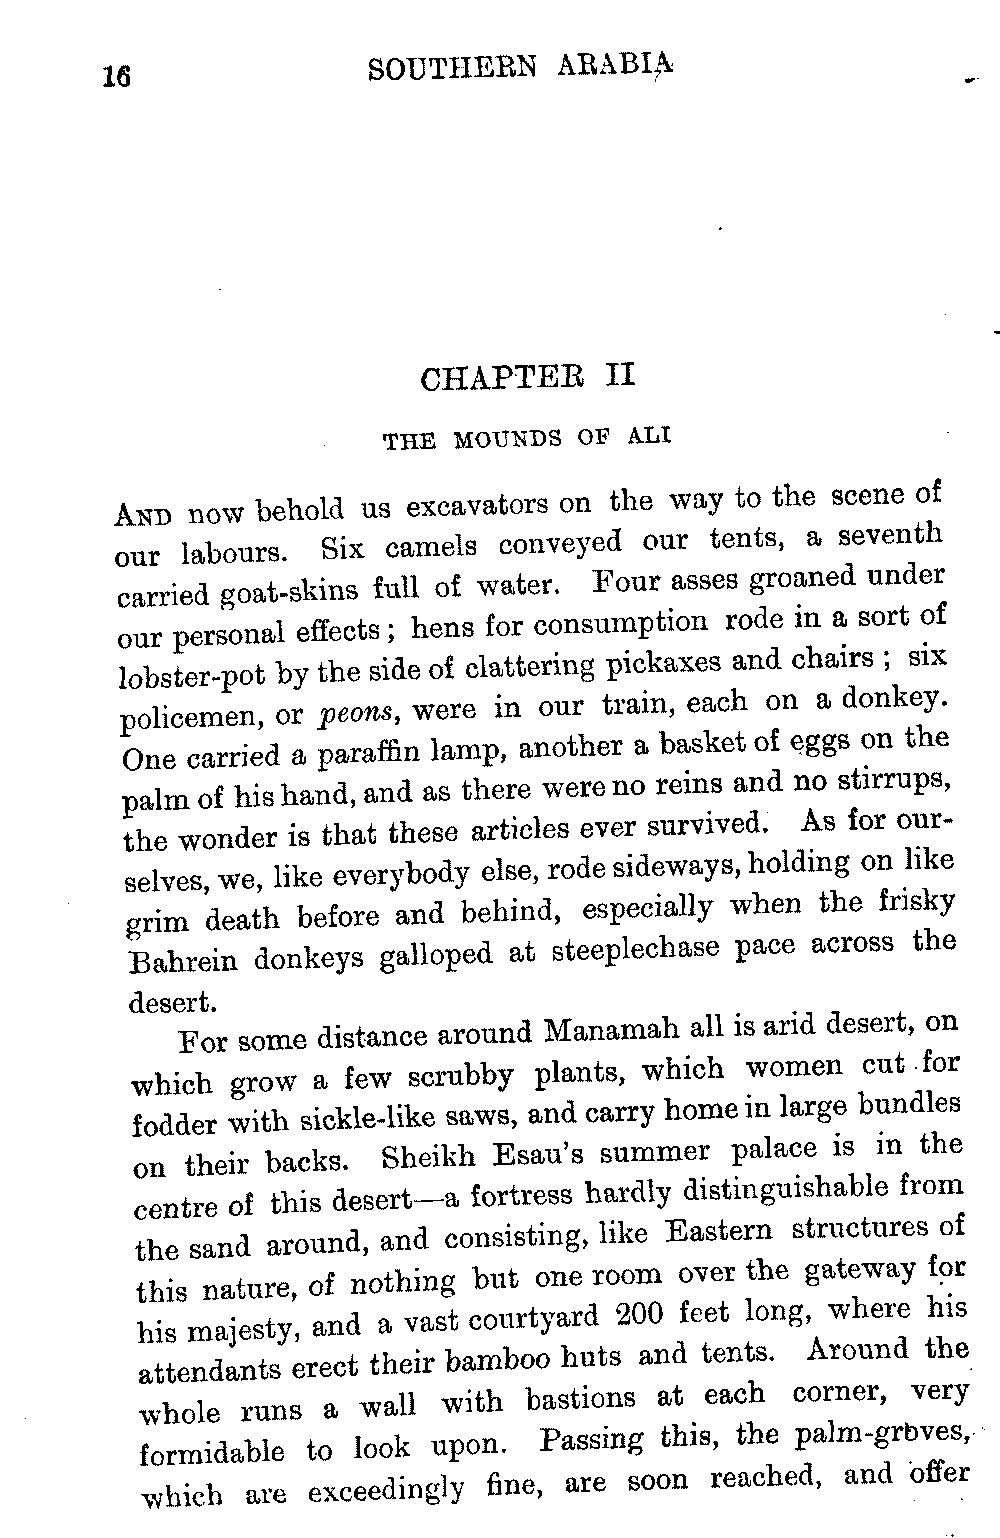 16 SOUTHERN ARABIA
CHAPTER II
THE MOUNDS OF ALI
AND now behold us excavators on the way to the scene of
our labours. Six camels conveyed our tents, a seventh
carried goat-skins full of water. Four asses groaned under
our personal effects; hens for consumption rode in a sort of
lobster-pot by the side of clattering pickaxes and chairs; six
policemen, or peons, were in our train, each on a donkey.
One carried a paraffin lamp, another a basket of eggs on the
palm of his hand, and as there were no reins and no stirrups,
the wonder is that these articles ever survived. As for our-
selves, we, like everybody else, rode sideways, holding on like
grim death before and behind, especially when the frisky
Bahrein donkeys galloped at steeplechase pace across the
desert.
For some distance around Manamah all is arid desert, on
which grow a few scrubby plants, which women cut for
fodder with sickle-like saws, and carry home in large bundles
on their backs. Sheikh Esau's summer palace is in the
centre of this desert—a fortress hardly distinguishable from
the sand around, and consisting, like Eastern structures of
this nature, of nothing but one room over the gateway for
his majesty, and a vast courtyard 200 feet long, where his
attendants erect their bamboo huts and tents. Around the
whole runs a wall with bastions at each corner, very
formidable to look upon. Passing this, the palm-groves,
which are exceedingly fine, are soon reached, and offer